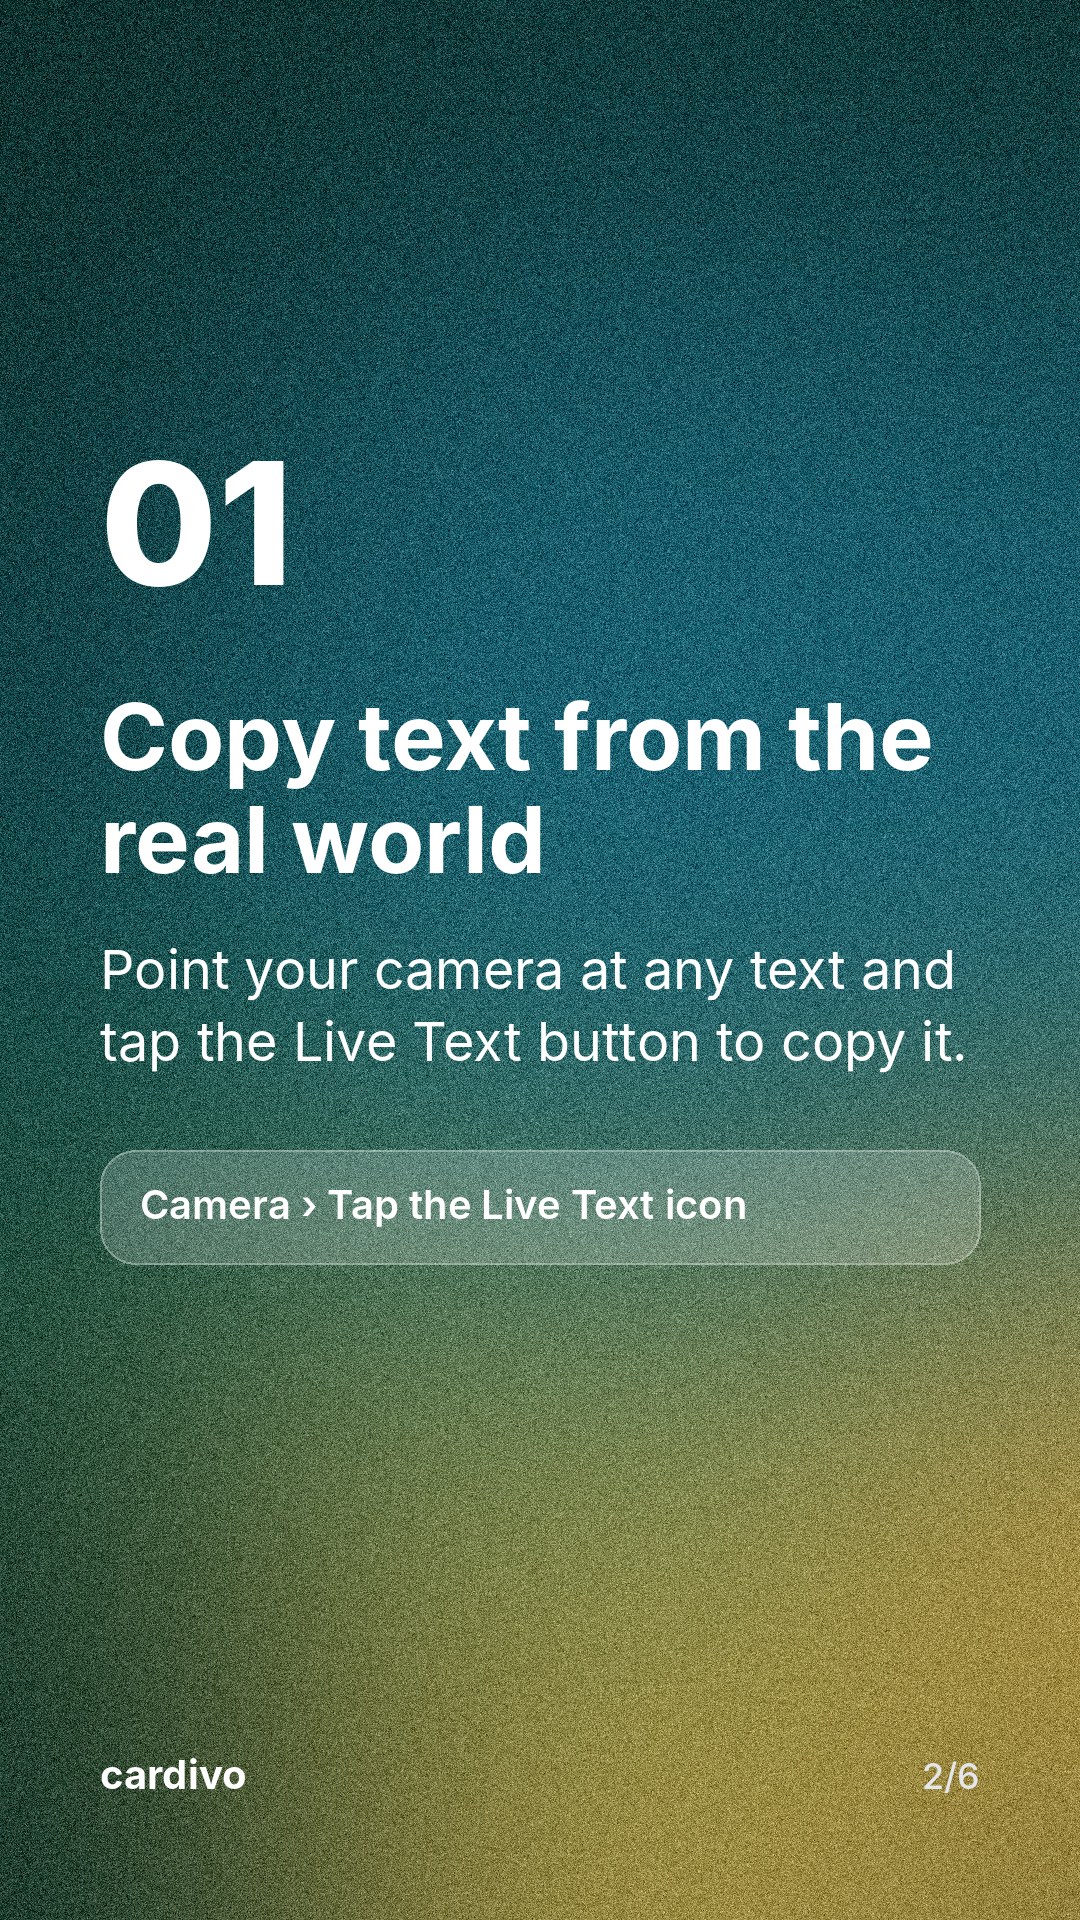 01
Copy text from the
real world
Point your camera at any text and
tap the Live Text button to copy it.
Camera › Tap the Live Text icon
cardivo
2/6